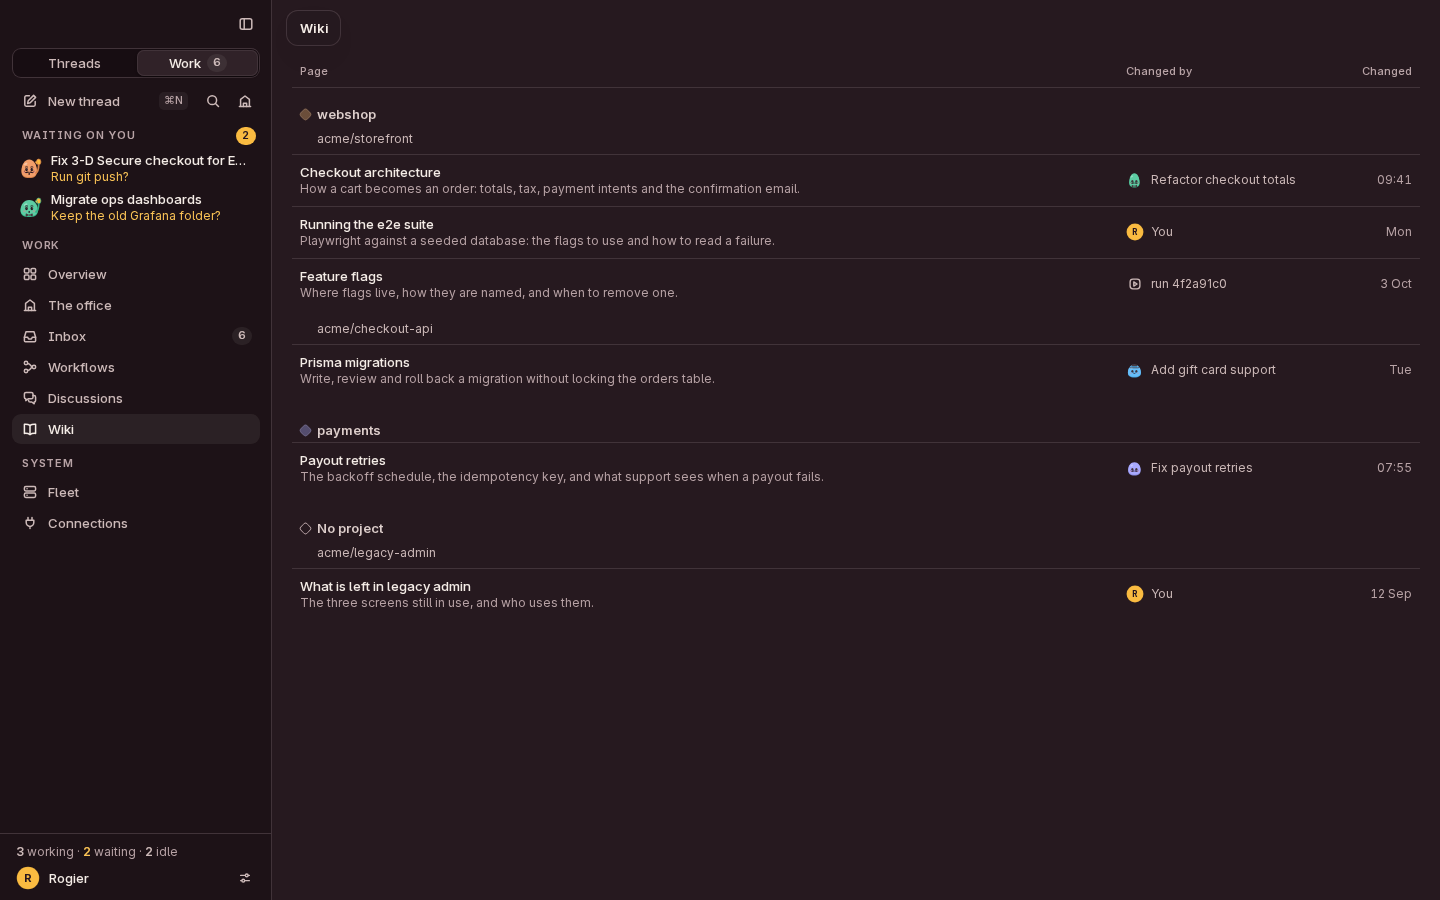 Threads
Work 6
New thread ⌘N
WAITING ON YOU 2
Fix 3-D Secure checkout for E…
Run git push?
Migrate ops dashboards
Keep the old Grafana folder?
WORK
Overview
The office
Inbox 6
Workflows
Discussions
Wiki
SYSTEM
Fleet
Connections
3 working · 2 waiting · 2 idle
R Rogier
Wiki
Page Changed by Changed
webshop
acme/storefront
Checkout architecture
How a cart becomes an order: totals, tax, payment intents and the confirmation email.
Refactor checkout totals 09:41
Running the e2e suite
Playwright against a seeded database: the flags to use and how to read a failure.
R You Mon
Feature flags
Where flags live, how they are named, and when to remove one.
run 4f2a91c0 3 Oct
acme/checkout-api
Prisma migrations
Write, review and roll back a migration without locking the orders table.
Add gift card support Tue
payments
Payout retries
The backoff schedule, the idempotency key, and what support sees when a payout fails.
Fix payout retries 07:55
No project
acme/legacy-admin
What is left in legacy admin
The three screens still in use, and who uses them.
R You 12 Sep